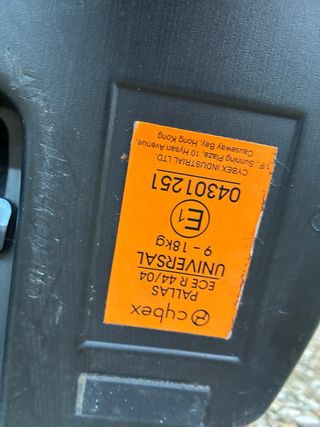 cybex
PALLAS
ECE R 44/04
UNIVERSAL
9 - 18kg
E1
04301251
CYBEX INDUSTRIAL LTD.
1/F, Sunning Plaza, 10 Hysan Avenue,
Causeway Bay, Hong Kong